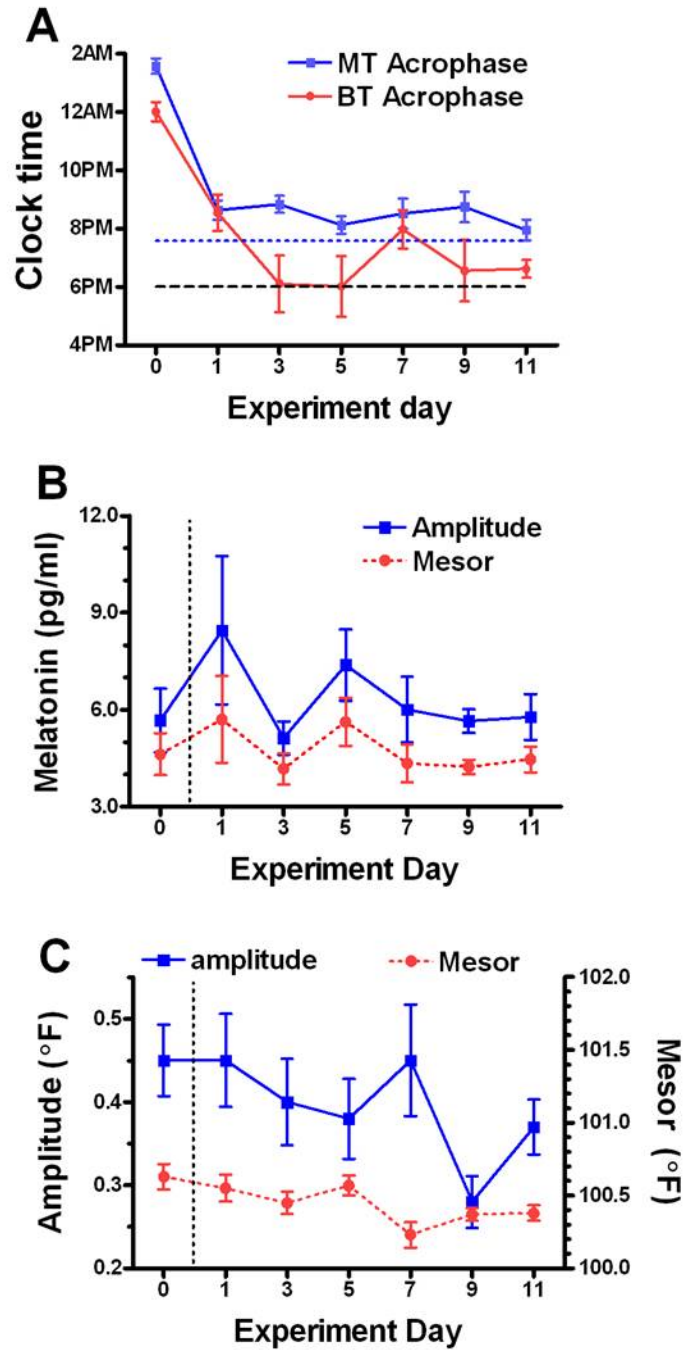 A
2AM
12AM
10PM
8PM
6PM
4PM
Clock time
MT Acrophase
BT Acrophase
0 1 3 5 7 9 11
Experiment day
B
12.0
9.0
6.0
3.0
Melatonin (pg/ml)
Amplitude
Mesor
0 1 3 5 7 9 11
Experiment Day
C
amplitude
Mesor
0.5
0.4
0.3
0.2
Amplitude (°F)
102.0
101.5
101.0
100.5
100.0
Mesor (°F)
0 1 3 5 7 9 11
Experiment Day